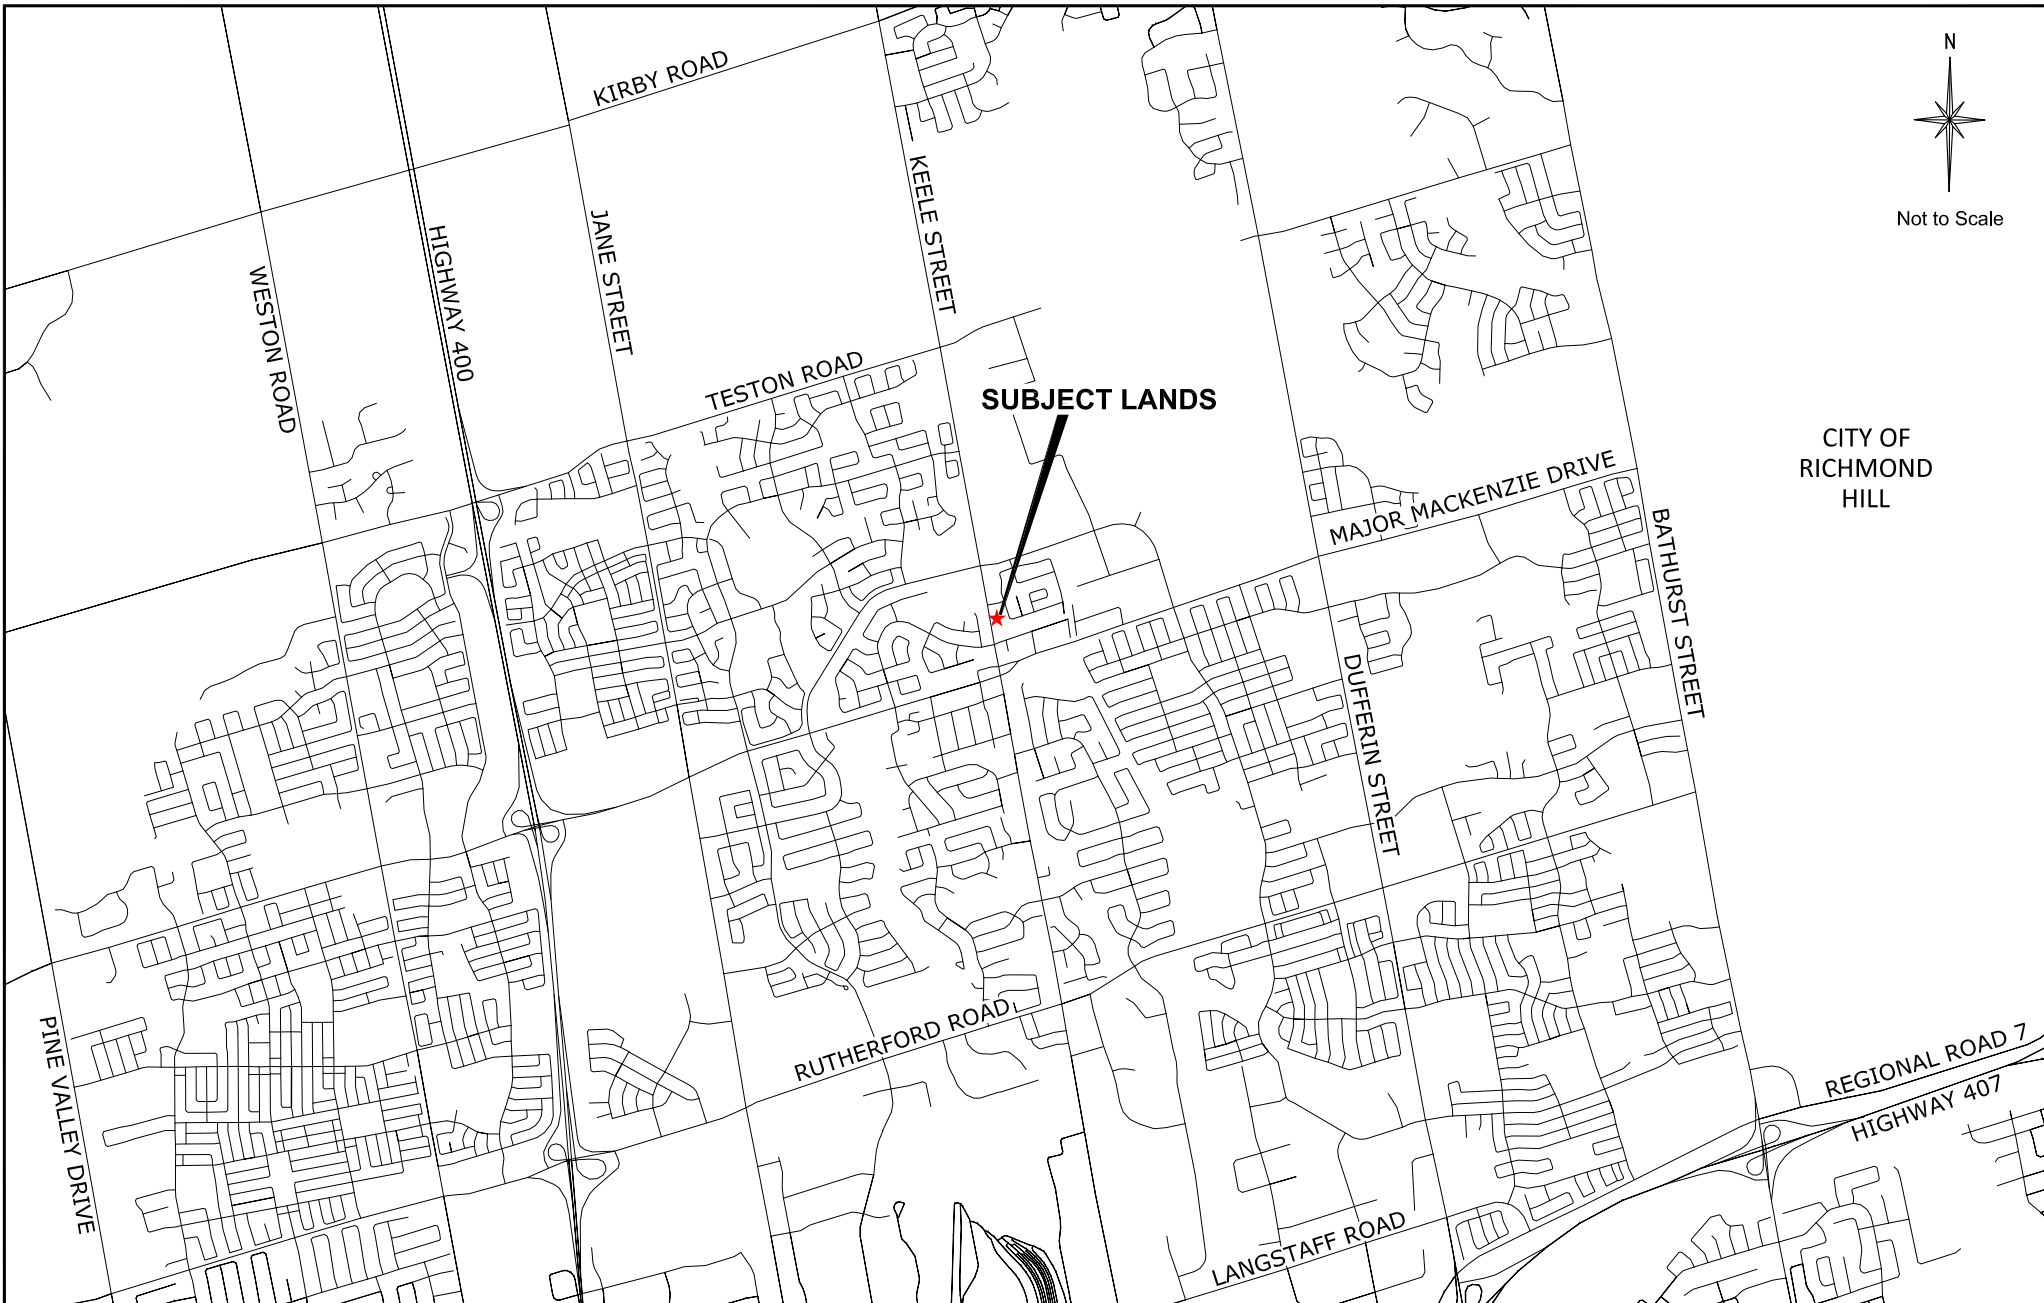 N
KIRBY ROAD
Not to Scale
KEELE STREET
JANE STREET
HIGHWAY 400
WESTON ROAD
TESTON ROAD
SUBJECT LANDS
CITY OF
RICHMOND
HILL
MAJOR MACKENZIE DRIVE
BATHURST STREET
DUFFERIN STREET
RUTHERFORD ROAD
PINE VALLEY DRIVE
REGIONAL ROAD 7
HIGHWAY 407
LANGSTAFF ROAD